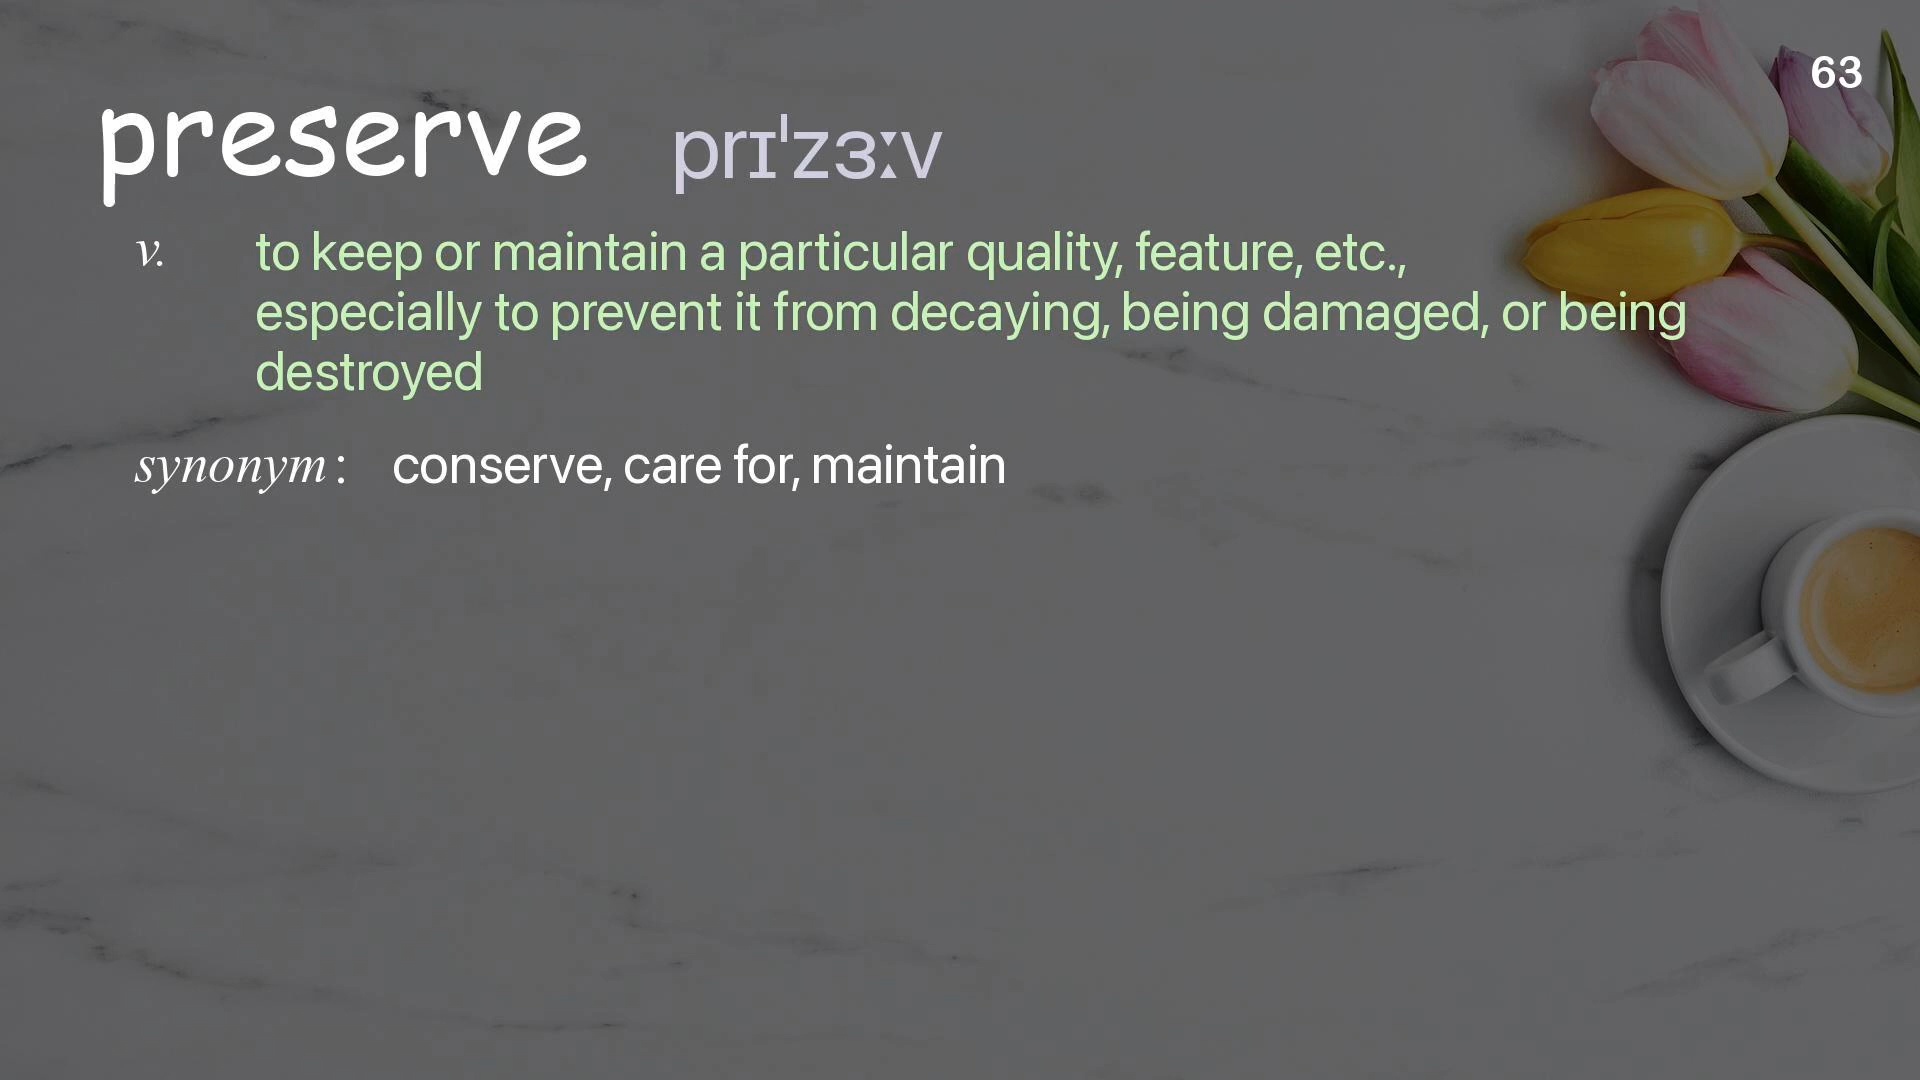 63
preserve prɪˈzɜːv
v. to keep or maintain a particular quality, feature, etc.,
especially to prevent it from decaying, being damaged, or being
destroyed
synonym: conserve, care for, maintain